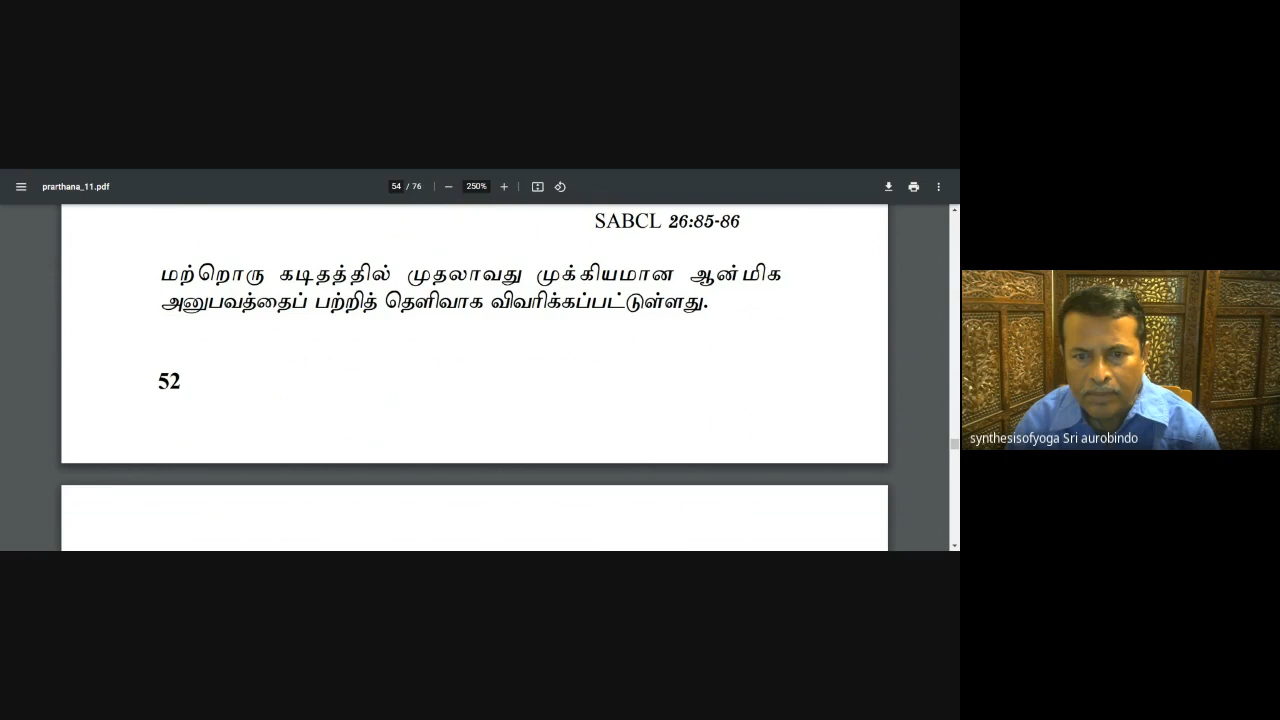 prarthana_11.pdf
54 / 76
250%
SABCL 26:85-86
மற்றொரு கடிதத்தில் முதலாவது முக்கியமான ஆன்மிக
அனுபவத்தைப் பற்றித் தெளிவாக விவரிக்கப்பட்டுள்ளது.
52
synthesisofyoga Sri aurobindo